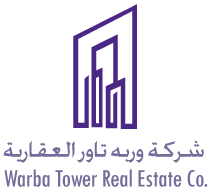 شركة وربه تاور العقارية
Warba Tower Real Estate Co.